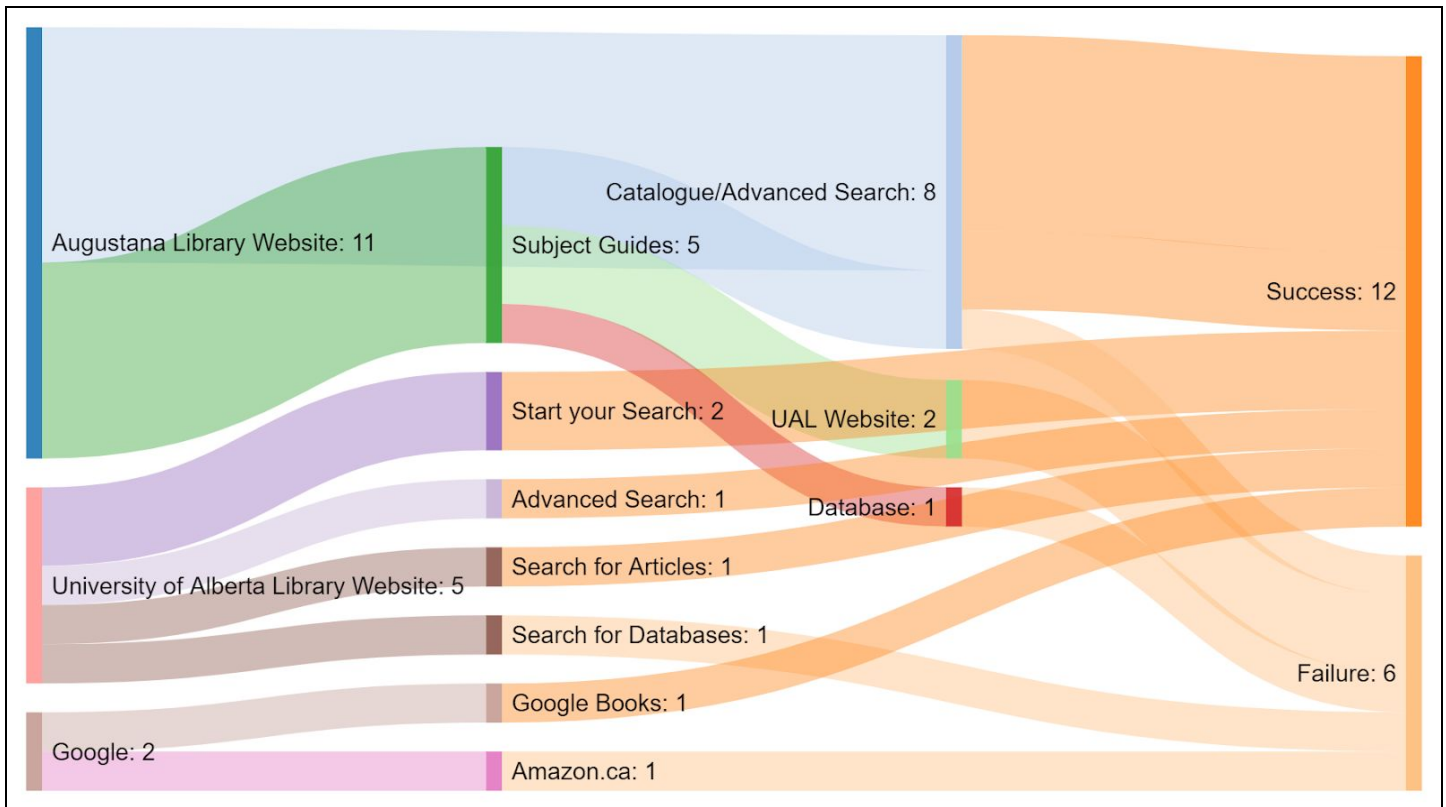 Augustana Library Website: 11
University of Alberta Library Website: 5
Google: 2
Subject Guides: 5
Start your Search: 2
Advanced Search: 1
Search for Articles: 1
Search for Databases: 1
Google Books: 1
Amazon.ca: 1
Catalogue/Advanced Search: 8
UAL Website: 2
Database: 1
Success: 12
Failure: 6